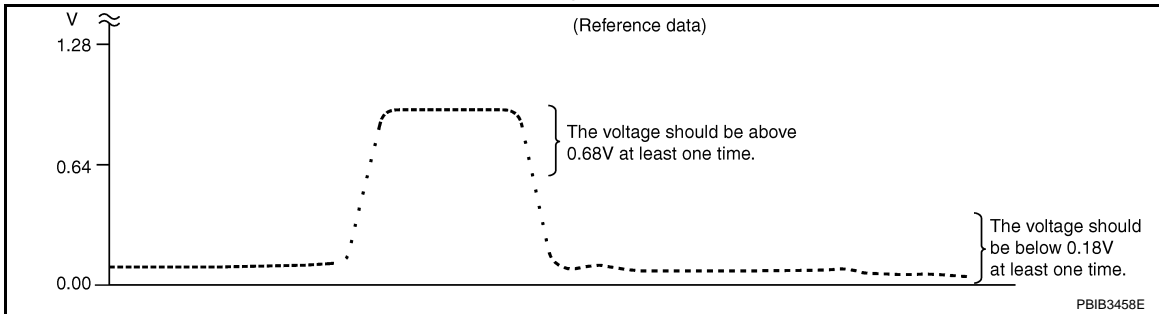 V
(Reference data)
1.28
The voltage should be above
0.68V at least one time.
0.64
The voltage should
be below 0.18V
at least one time.
0.00
PBIB3458E